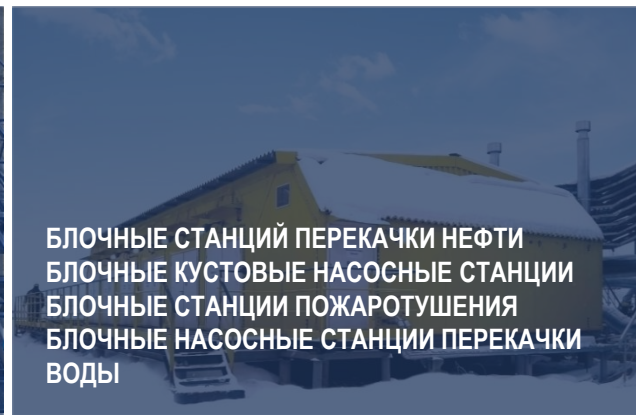 БЛОЧНЫЕ СТАНЦИЙ ПЕРЕКАЧКИ НЕФТИ
БЛОЧНЫЕ КУСТОВЫЕ НАСОСНЫЕ СТАНЦИИ
БЛОЧНЫЕ СТАНЦИИ ПОЖАРОТУШЕНИЯ
БЛОЧНЫЕ НАСОСНЫЕ СТАНЦИИ ПЕРЕКАЧКИ
ВОДЫ